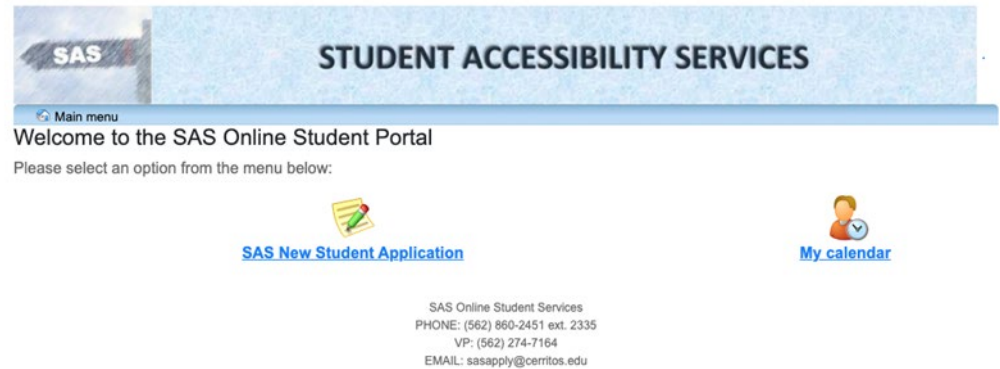 SAS
STUDENT ACCESSIBILITY SERVICES
Main menu
Welcome to the SAS Online Student Portal
Please select an option from the menu below:
SAS New Student Application
My calendar
SAS Online Student Services
PHONE: (562) 860-2451 ext. 2335
VP: (562) 274-7164
EMAIL: sasapply@cerritos.edu